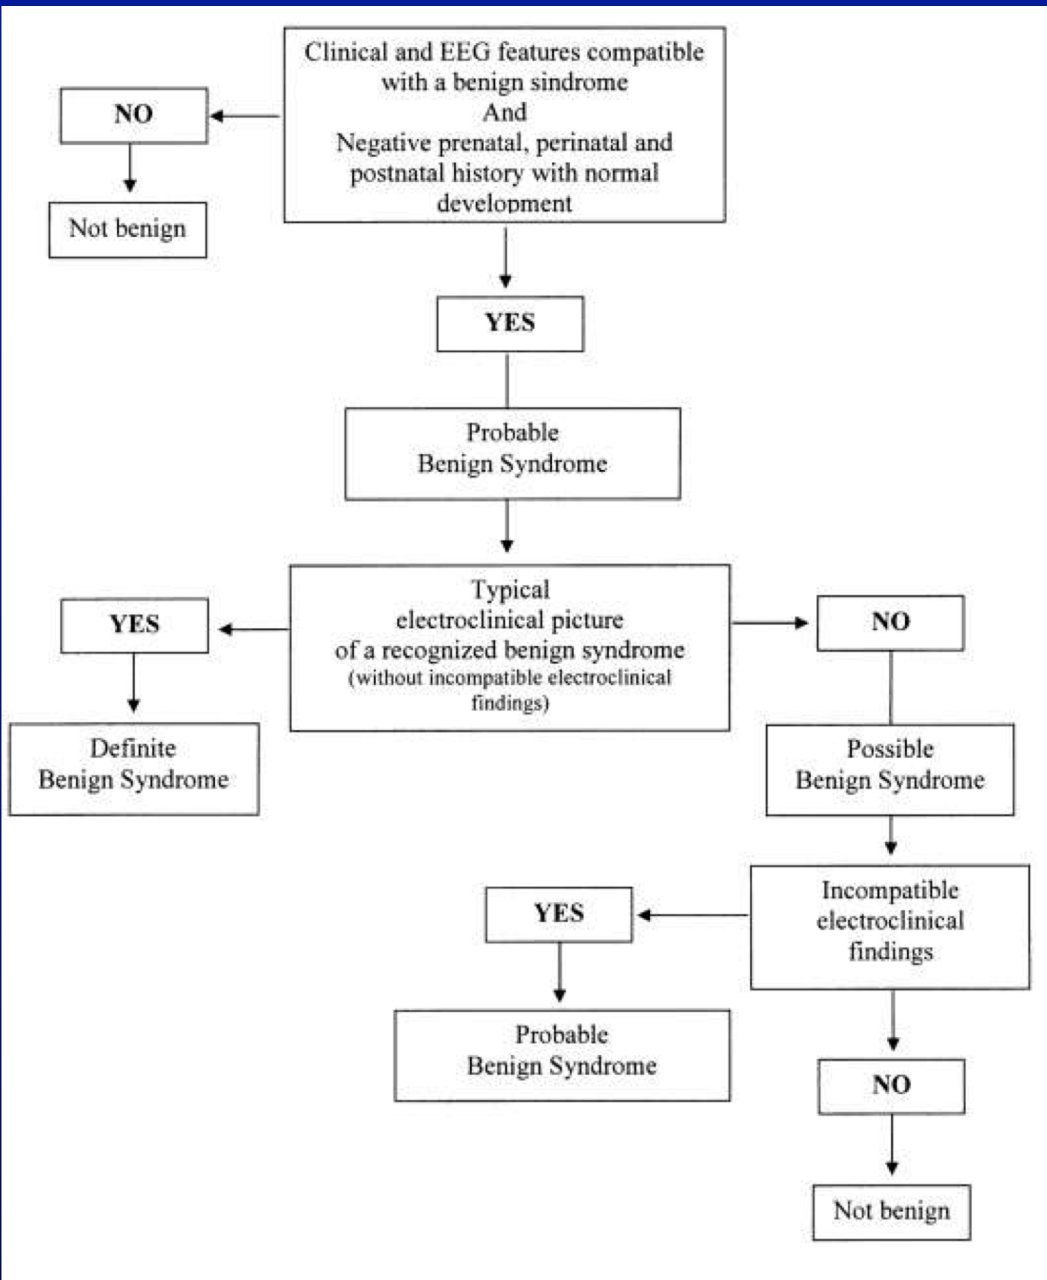 Clinical and EEG features compatible
with a benign sindrome
And
Negative prenatal, perinatal and
postnatal history with normal
development
NO
Not benign
YES
Probable
Benign Syndrome
Typical
electroclinical picture
of a recognized benign syndrome
(without incompatible electroclinical
findings)
YES
Definite
Benign Syndrome
NO
Possible
Benign Syndrome
Incompatible
electroclinical
findings
YES
Probable
Benign Syndrome
NO
Not benign